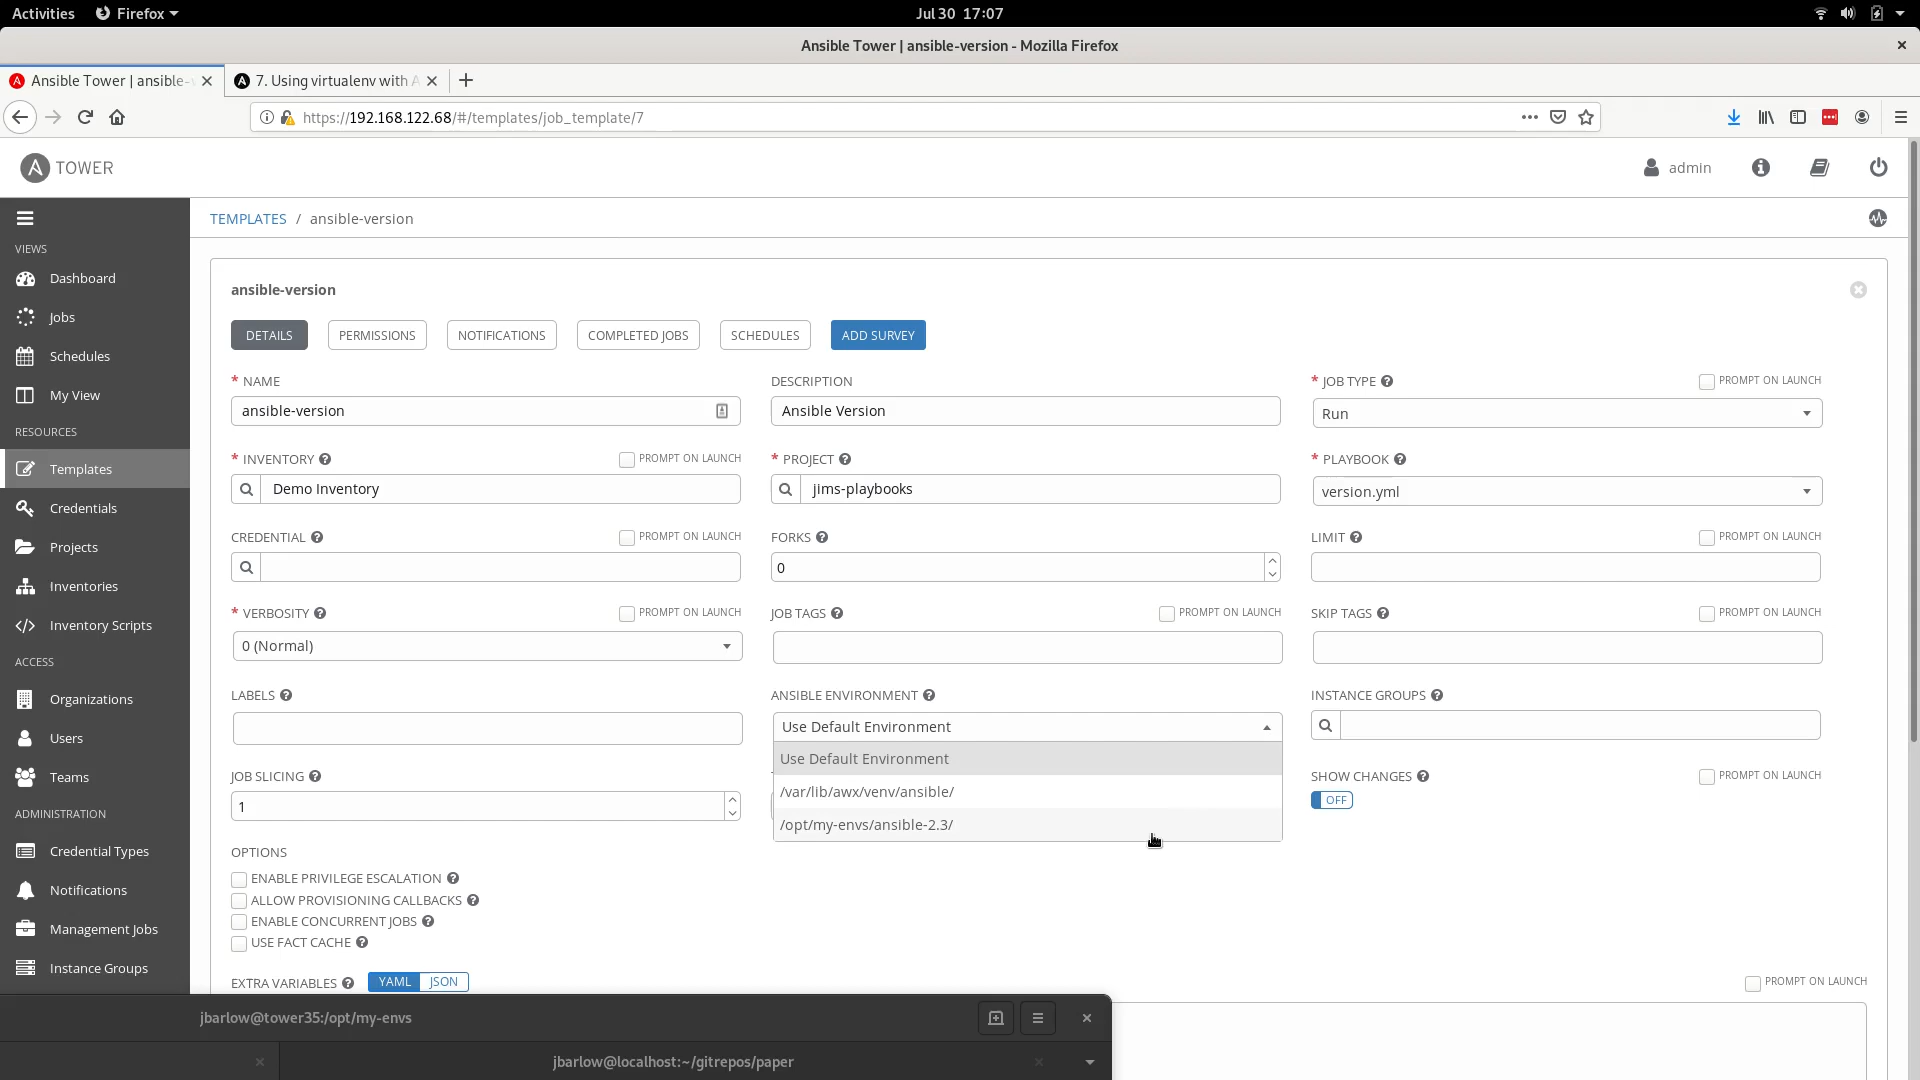 Activities Firefox Jul 30 17:07
Ansible Tower | ansible-version - Mozilla Firefox
Ansible Tower | ansible- 7. Using virtualenv with A
https://192.168.122.68/#/templates/job_template/7
A TOWER admin
TEMPLATES / ansible-version
VIEWS
Dashboard
Jobs
Schedules
My View
RESOURCES
Templates
Credentials
Projects
Inventories
Inventory Scripts
ACCESS
Organizations
Users
Teams
ADMINISTRATION
Credential Types
Notifications
Management Jobs
Instance Groups
ansible-version
DETAILS PERMISSIONS NOTIFICATIONS COMPLETED JOBS SCHEDULES ADD SURVEY
* NAME DESCRIPTION * JOB TYPE PROMPT ON LAUNCH
ansible-version Ansible Version Run
* INVENTORY PROMPT ON LAUNCH * PROJECT * PLAYBOOK
Demo Inventory jims-playbooks version.yml
CREDENTIAL PROMPT ON LAUNCH FORKS LIMIT PROMPT ON LAUNCH
0
* VERBOSITY PROMPT ON LAUNCH JOB TAGS PROMPT ON LAUNCH SKIP TAGS PROMPT ON LAUNCH
0 (Normal)
LABELS ANSIBLE ENVIRONMENT INSTANCE GROUPS
Use Default Environment
Use Default Environment
JOB SLICING SHOW CHANGES PROMPT ON LAUNCH
/var/lib/awx/venv/ansible/
1 OFF
/opt/my-envs/ansible-2.3/
OPTIONS
ENABLE PRIVILEGE ESCALATION
ALLOW PROVISIONING CALLBACKS
ENABLE CONCURRENT JOBS
USE FACT CACHE
EXTRA VARIABLES YAML JSON PROMPT ON LAUNCH
jbarlow@tower35:/opt/my-envs
jbarlow@localhost:~/gitrepos/paper